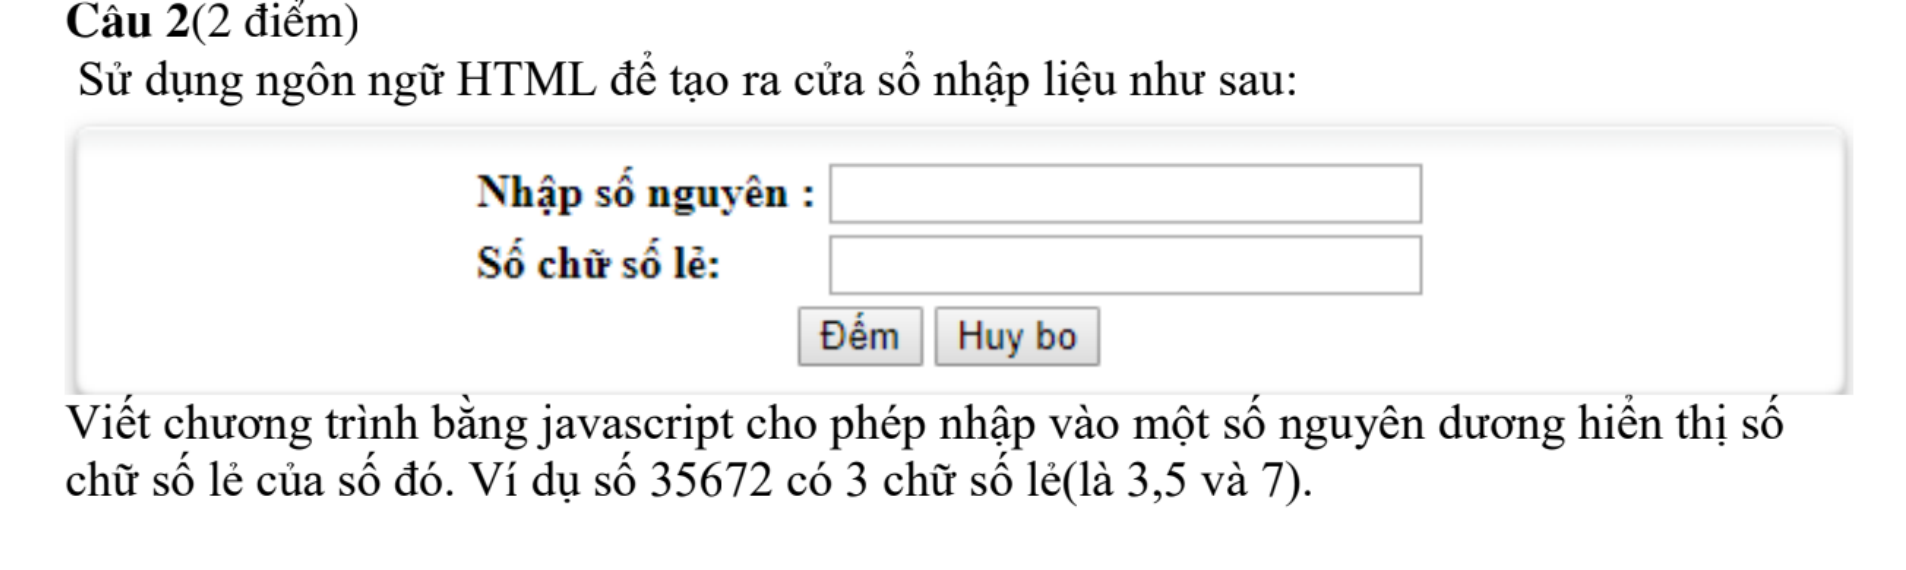 Câu 2(2 điểm)
Sử dụng ngôn ngữ HTML để tạo ra cửa sổ nhập liệu như sau:
Nhập số nguyên :
Số chữ số lẻ:
Đếm Huy bo
Viết chương trình bằng javascript cho phép nhập vào một số nguyên dương hiển thị số
chữ số lẻ của số đó. Ví dụ số 35672 có 3 chữ số lẻ(là 3,5 và 7).